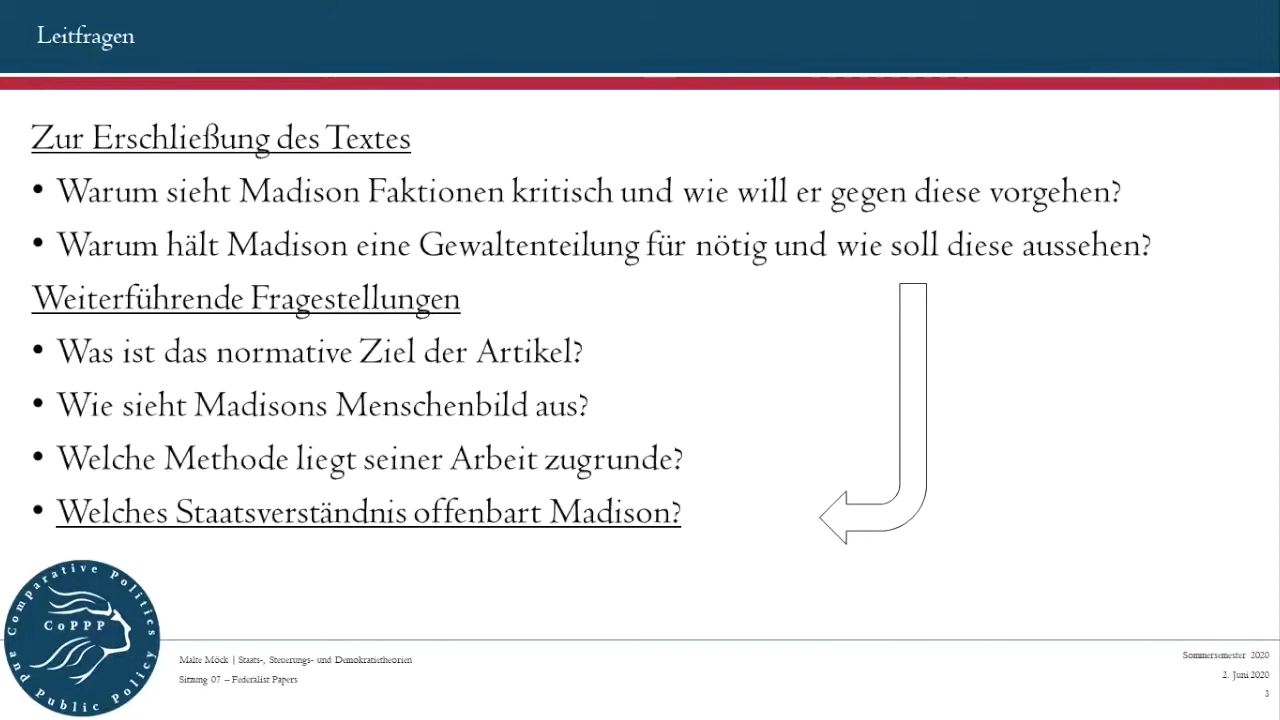 Leitfragen
Zur Erschließung des Textes
• Warum sieht Madison Faktionen kritisch und wie will er gegen diese vorgehen?
• Warum hält Madison eine Gewaltenteilung für nötig und wie soll diese aussehen?
Weiterführende Fragestellungen
• Was ist das normative Ziel der Artikel?
• Wie sieht Madisons Menschenbild aus?
• Welche Methode liegt seiner Arbeit zugrunde?
• Welches Staatsverständnis offenbart Madison?
Comparative Politics
and Public Policy
CoPPP
Malte Möck | Staats-, Steuerungs- und Demokratietheorien
Sitzung 07 – Federalist Papers
Sommersemester 2020
2. Juni 2020
3